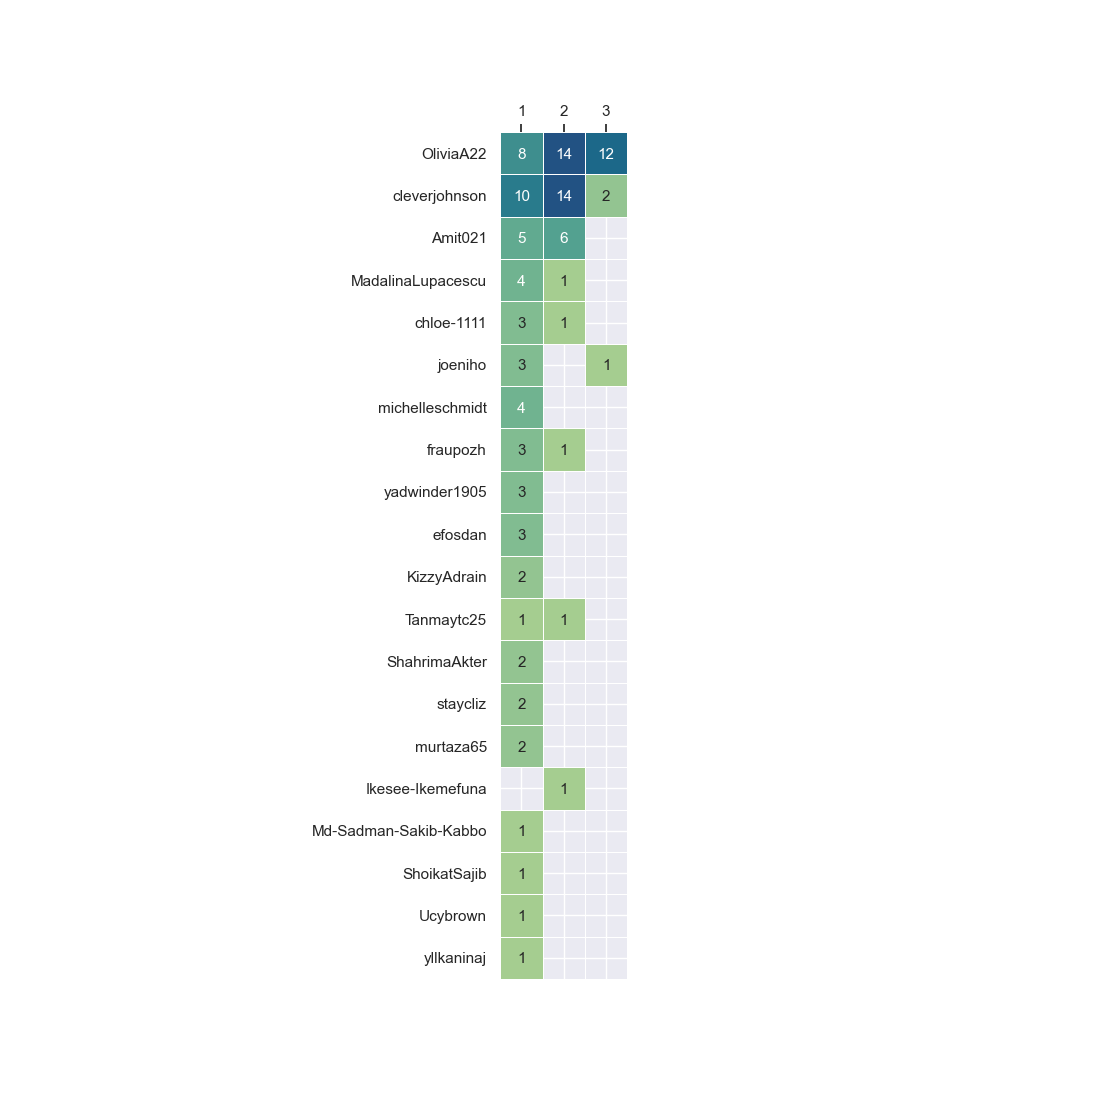 1 2 3
OliviaA22 8 14 12
cleverjohnson 10 14 2
Amit021 5 6
MadalinaLupacescu 4 1
chloe-1111 3 1
joeniho 3 1
michelleschmidt 4
fraupozh 3 1
yadwinder1905 3
efosdan 3
KizzyAdrain 2
Tanmaytc25 1 1
ShahrimaAkter 2
staycliz 2
murtaza65 2
Ikesee-Ikemefuna 1
Md-Sadman-Sakib-Kabbo 1
ShoikatSajib 1
Ucybrown 1
yllkaninaj 1